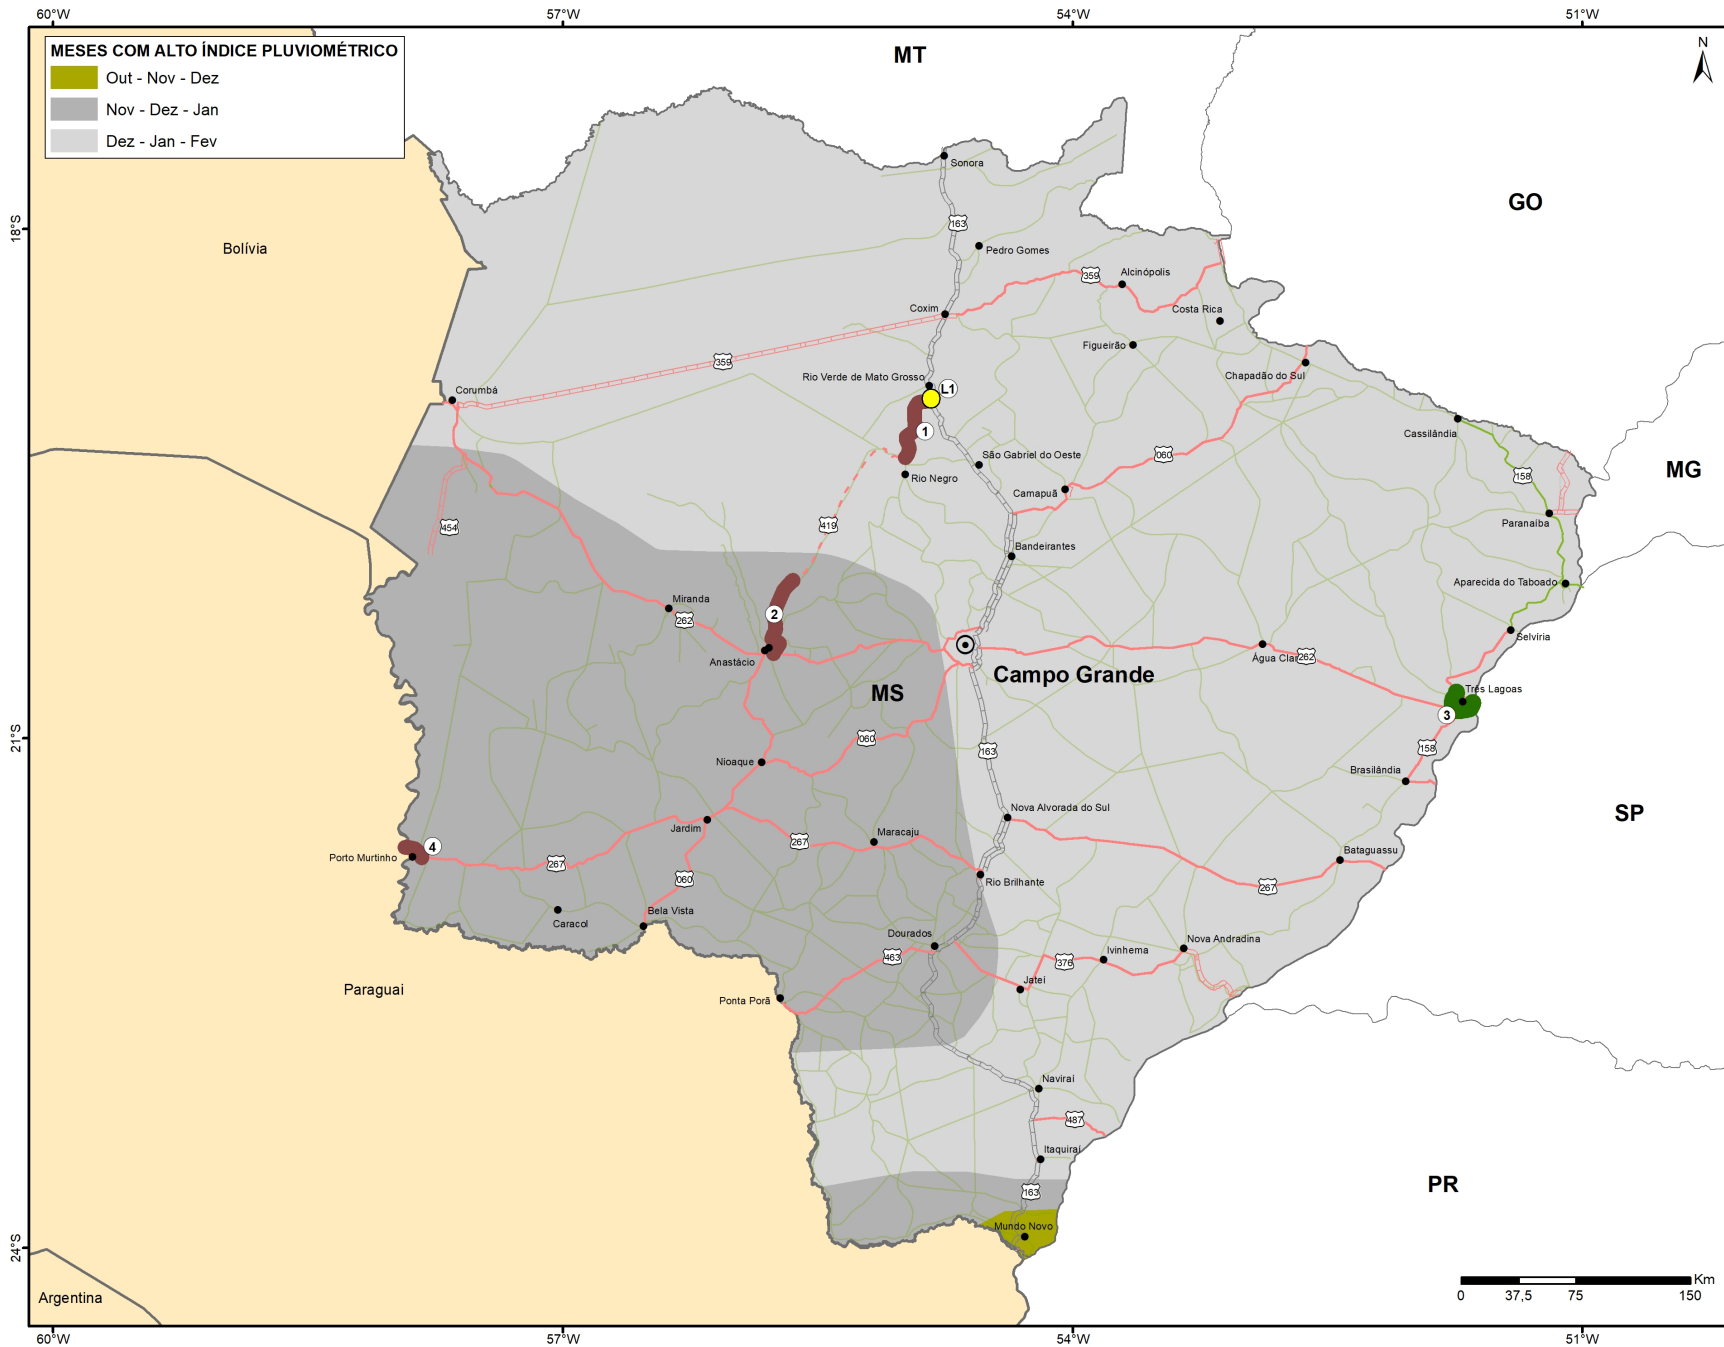 60°W
57°W
54°W
51°W
MESES COM ALTO ÍNDICE PLUVIOMÉTRICO
Out - Nov - Dez
Nov - Dez - Jan
Dez - Jan - Fev
MT
N
Sonora
GO
18°S
163
Bolívia
Pedro Gomes
359
Alcinópolis
Coxim
Costa Rica
Figueirão
359
Chapadão do Sul
Rio Verde de Mato Grosso
L1
Corumbá
1
Cassilândia
060
São Gabriel do Oeste
MG
158
Rio Negro
Camapuã
454
419
Paranaíba
Bandeirantes
Aparecida do Taboado
Miranda
2
262
Selvíria
Anastácio
Água Clara
262
Campo Grande
MS
Três Lagoas
3
21°S
060
163
158
Nioaque
Brasilândia
Nova Alvorada do Sul
SP
Jardim
Maracaju
267
4
Bataguassu
Porto Murtinho
267
060
Rio Brilhante
267
Bela Vista
Caracol
Dourados
Nova Andradina
463
Ivinhema
376
Jateí
Paraguai
Ponta Porã
Naviraí
487
Itaquiraí
163
PR
Mundo Novo
24°S
Km
0
37,5
75
150
Argentina
60°W
57°W
54°W
51°W